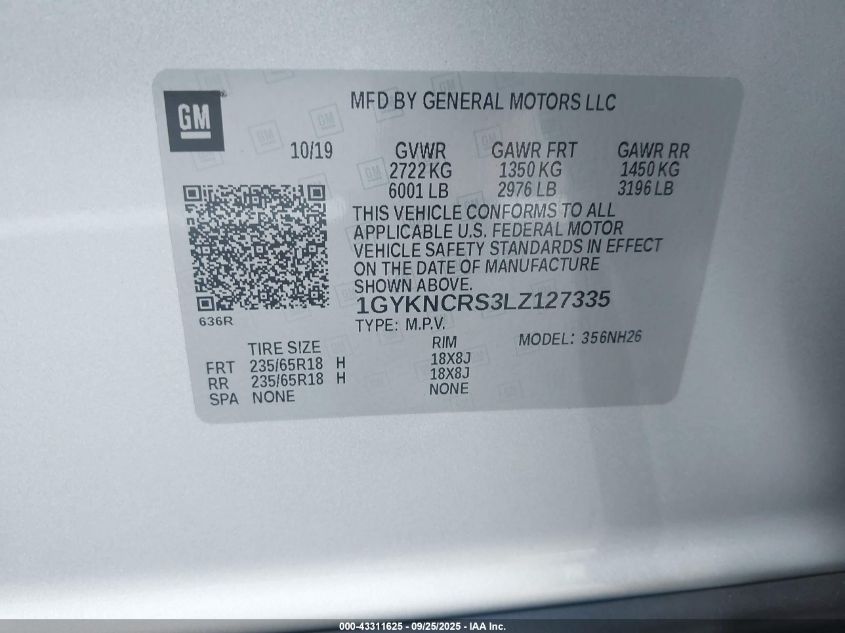 GM
MFD BY GENERAL MOTORS LLC
10/19 GVWR GAWR FRT GAWR RR
2722 KG 1350 KG 1450 KG
6001 LB 2976 LB 3196 LB
THIS VEHICLE CONFORMS TO ALL
APPLICABLE U.S. FEDERAL MOTOR
VEHICLE SAFETY STANDARDS IN EFFECT
ON THE DATE OF MANUFACTURE
SHOWN ABOVE.
1GYKNCRS3LZ127335
636R
TYPE: M.P.V.
TIRE SIZE RIM MODEL: 356NH26
FRT 235/65R18 H 18X8J
RR 235/65R18 H 18X8J
SPA NONE NONE
000-43311625 - 09/25/2025 - IAA Inc.